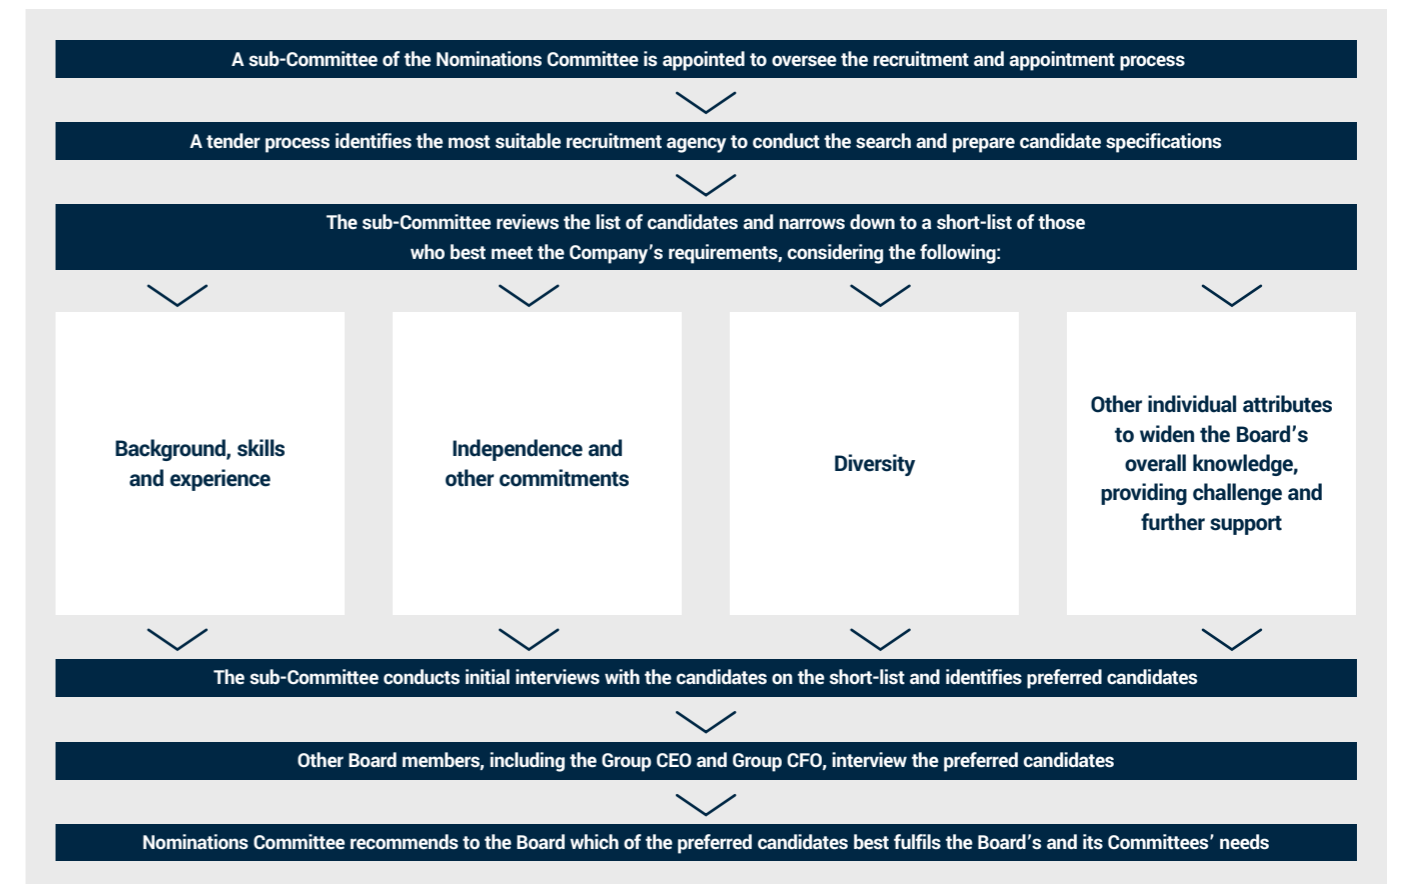 A sub-Committee of the Nominations Committee is appointed to oversee the recruitment and appointment process
A tender process identifies the most suitable recruitment agency to conduct the search and prepare candidate specifications
The sub-Committee reviews the list of candidates and narrows down to a short-list of those
who best meet the Company’s requirements, considering the following:
Background, skills
and experience
Independence and
other commitments
Diversity
Other individual attributes
to widen the Board’s
overall knowledge,
providing challenge and
further support
The sub-Committee conducts initial interviews with the candidates on the short-list and identifies preferred candidates
Other Board members, including the Group CEO and Group CFO, interview the preferred candidates
Nominations Committee recommends to the Board which of the preferred candidates best fulfils the Board’s and its Committees’ needs